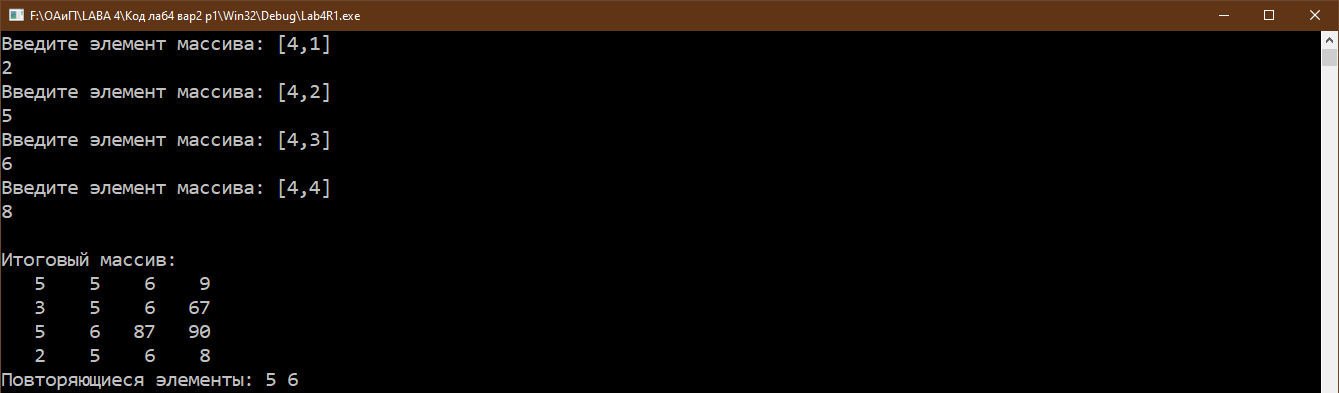 F:\ОАиП\LABA 4\Код лаб4 вар2 р1\Win32\Debug\Lab4R1.exe
Введите элемент массива: [4,1]
2
Введите элемент массива: [4,2]
5
Введите элемент массива: [4,3]
6
Введите элемент массива: [4,4]
8
Итоговый массив:
5 5 6 9
3 5 6 67
5 6 87 90
2 5 6 8
Повторяющиеся элементы: 5 6